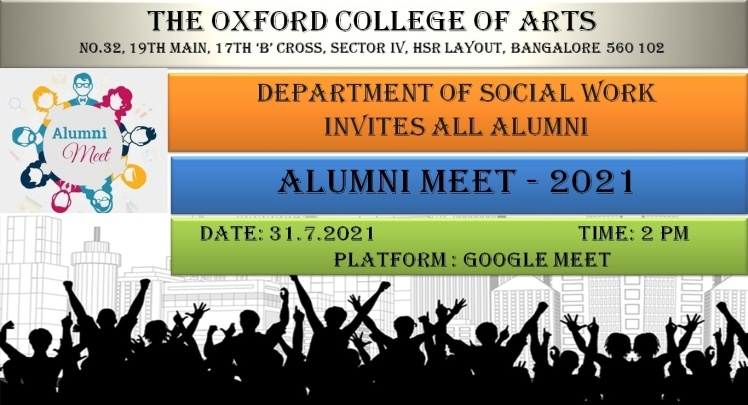 THE OXFORD COLLEGE OF ARTS
NO.32, 19TH MAIN, 17TH 'B' CROSS, SECTOR IV, HSR LAYOUT, BANGALORE 560 102
Alumni
Meet
DEPARTMENT OF SOCIAL WORK
INVITES ALL ALUMNI
ALUMNI MEET - 2021
DATE: 31.7.2021 TIME: 2 PM
PLATFORM : GOOGLE MEET